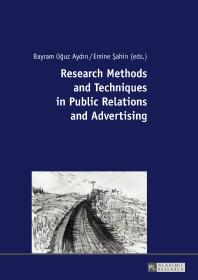 Bayram Oğuz Aydın / Emine Şahin (eds.)
Research Methods
and Techniques
in Public Relations
and Advertising
PL ACADEMIC
RESEARCH